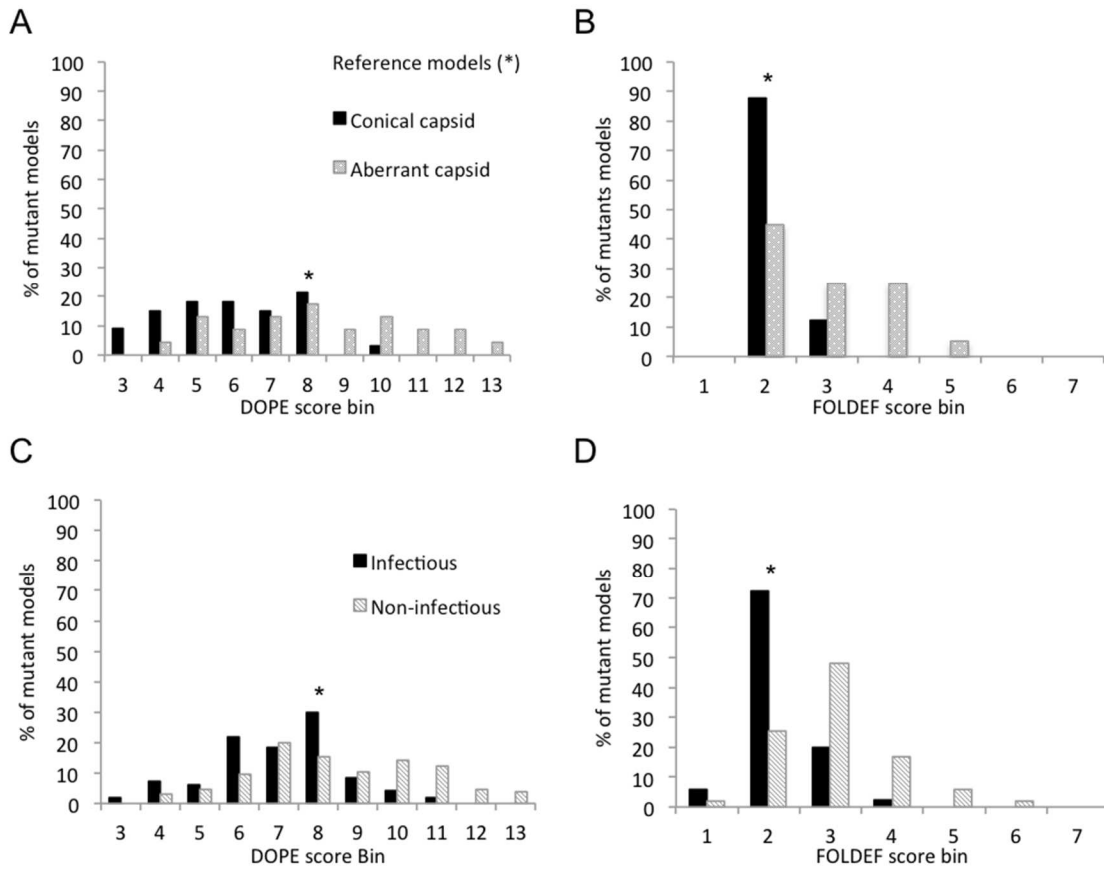 A
% of mutant models
100
90
80
70
60
50
40
30
20
10
0
Reference models (*)
Conical capsid
Aberrant capsid
*
3 4 5 6 7 8 9 10 11 12 13
DOPE score bin
B
% of mutants models
100
90
80
70
60
50
40
30
20
10
0
*
1 2 3 4 5 6 7
FOLDEF score bin
C
% of mutant models
100
90
80
70
60
50
40
30
20
10
0
Infectious
Non-infectious
*
3 4 5 6 7 8 9 10 11 12 13
DOPE score Bin
D
% of mutant models
100
90
80
70
60
50
40
30
20
10
0
*
1 2 3 4 5 6 7
FOLDEF score bin